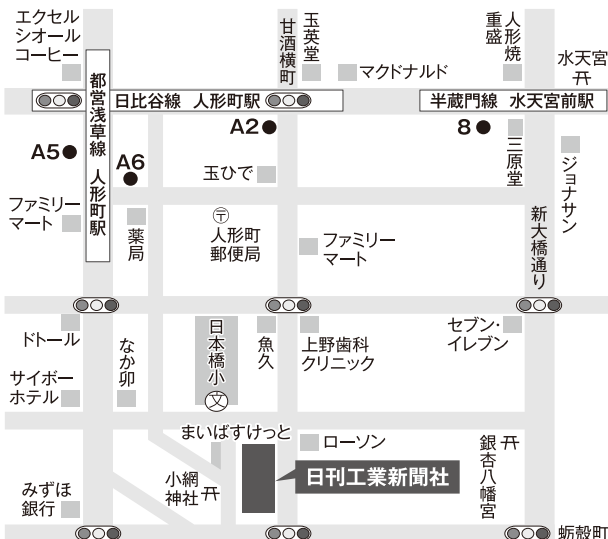 エクセル
シオール
コーヒー
甘酒横町
玉英堂
マクドナルド
人形焼
重盛
水天宮
都営浅草線 人形町駅
日比谷線 人形町駅
半蔵門線 水天宮前駅
A5
A6
A2
8
三原堂
ジョナサン
玉ひで
ファミリー
マート
薬局
〒
人形町
郵便局
ファミリー
マート
新大橋通り
ドトール
なか卯
日本橋小
文
魚久
上野歯科
クリニック
セブン・
イレブン
サイボー
ホテル
まいばすけっと
ローソン
銀杏八幡宮
みずほ
銀行
小網
神社
日刊工業新聞社
蛎殻町